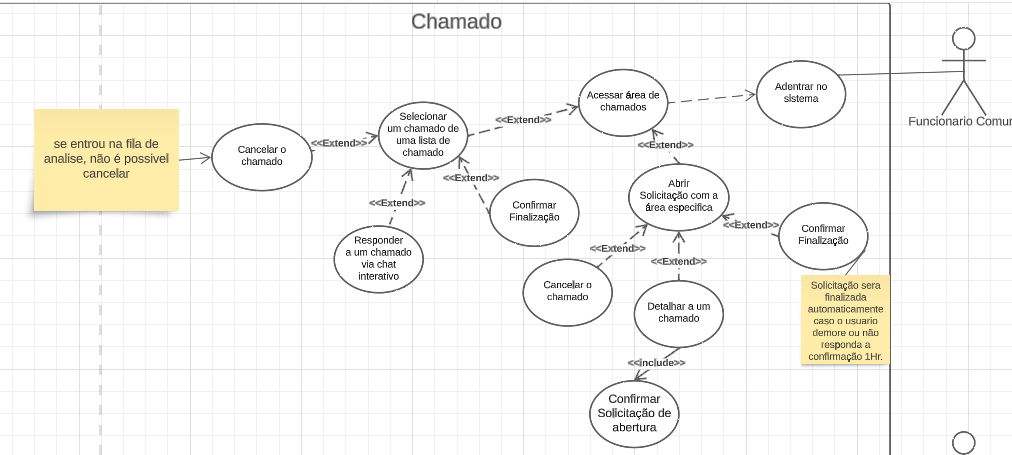 Chamado
Funcionario Comum
Adentrar no
sistema
Acessar área de
chamados
<<Extend>>
Selecionar
um chamado de
uma lista de
chamado
<<Extend>>
Cancelar o
chamado
se entrou na fila de
analise, não é possivel
cancelar
<<Extend>>
Responder
a um chamado
via chat
interativo
<<Extend>>
Confirmar
Finalização
<<Extend>>
Abrir
Solicitação com a
área específica
<<Extend>>
Confirmar
Finalização
Solicitação sera
finalizada
automaticamente
caso o usuario
demore ou não
responda a
confirmação 1Hr.
<<Extend>>
Cancelar o
chamado
<<Extend>>
Detalhar a um
chamado
<<include>>
Confirmar
Solicitação de
abertura